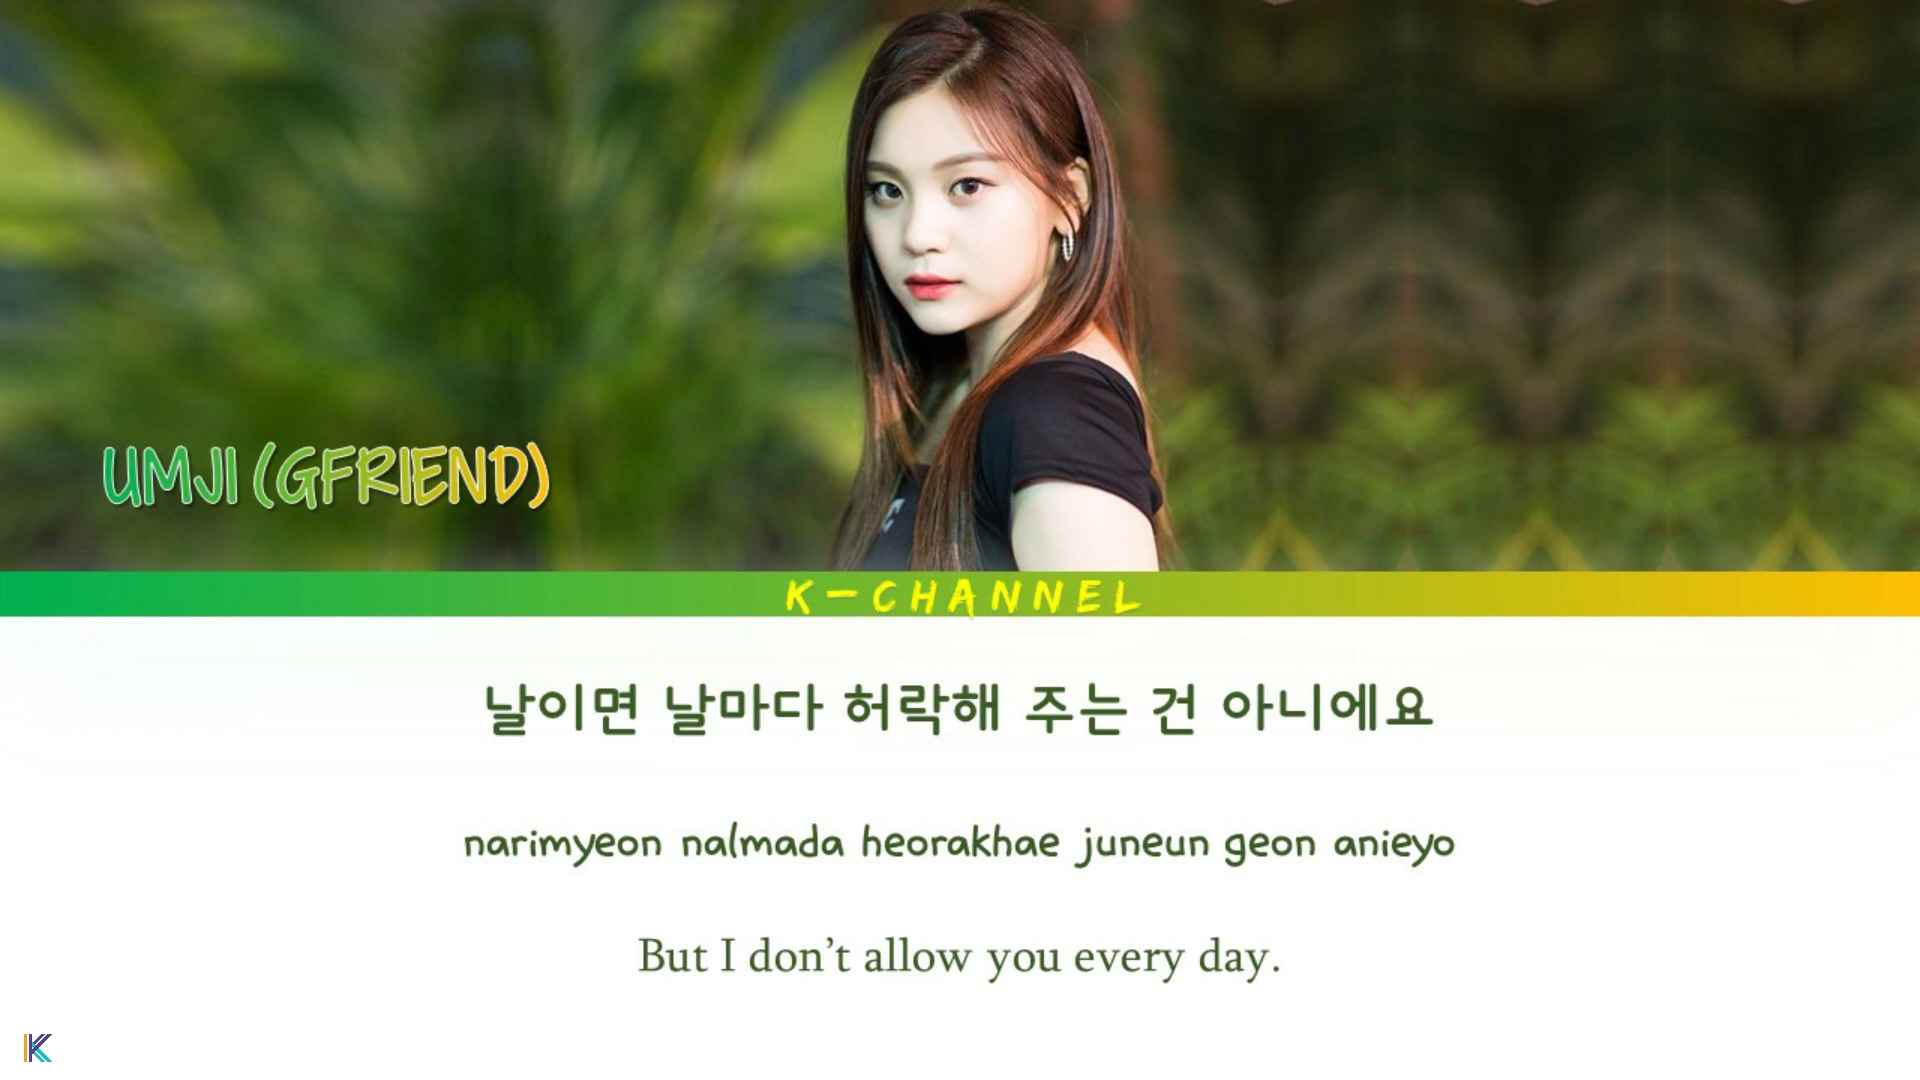 UMJI (GFRIEND)
K-CHANNEL
날이면 날마다 허락해 주는 건 아니에요
narimyeon nalmada heorakhae juneun geon anieyo
But I don’t allow you every day.
K